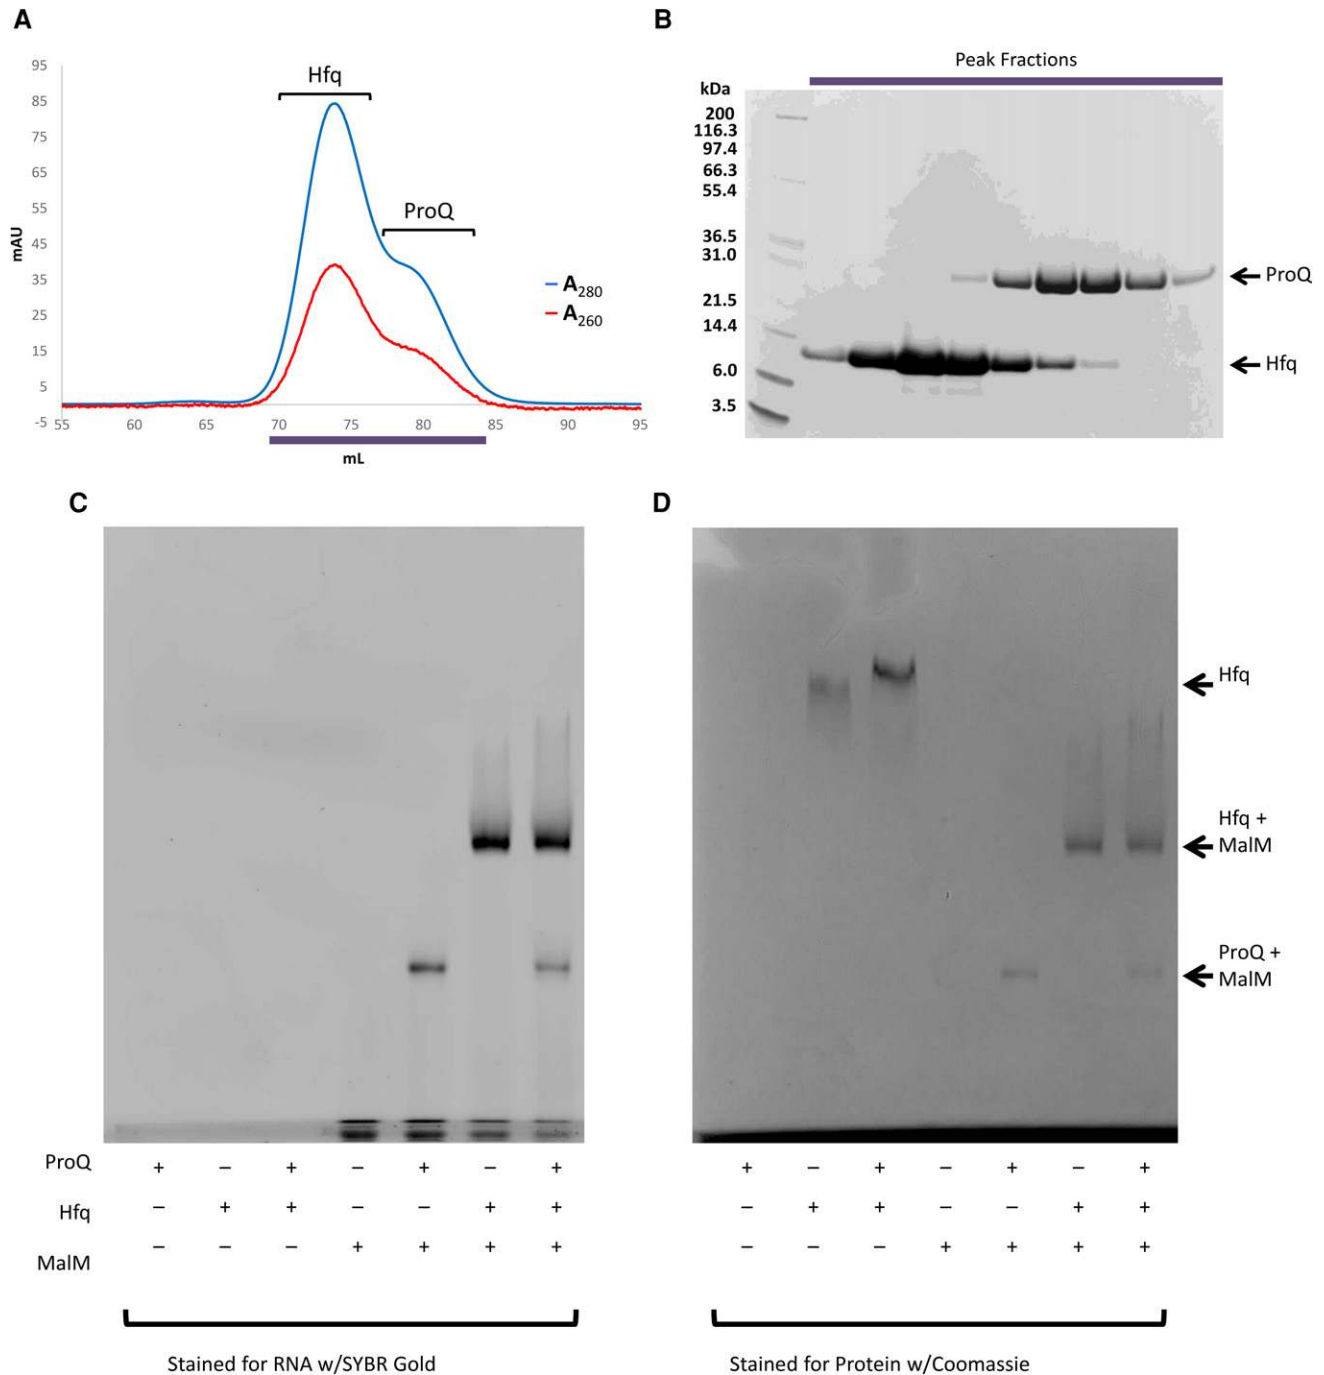 A
95
85
75
65
55
45
35
25
15
5
-5
mAU
Hfq
ProQ
A280
A260
55 60 65 70 75 80 85 90 95
mL
B
Peak Fractions
kDa
200
116.3
97.4
66.3
55.4
36.5
31.0
21.5
14.4
6.0
3.5
ProQ
Hfq
C
D
Hfq
Hfq +
MalM
ProQ +
MalM
ProQ + – + – + – + + – + – + – +
Hfq – + + – – + + – + + – – + +
MalM – – – + + + + – – – + + + +
Stained for RNA w/SYBR Gold
Stained for Protein w/Coomassie